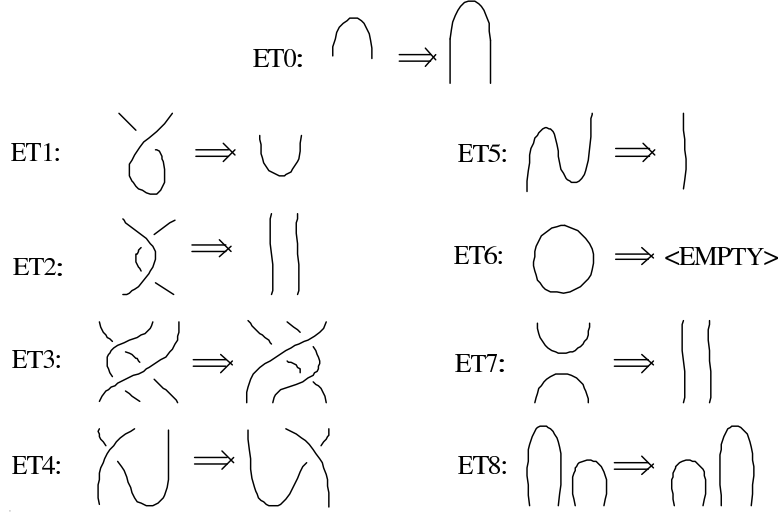 ET0:
ET1:
ET5:
ET2:
ET6:
<EMPTY>
ET3:
ET7:
ET4:
ET8: